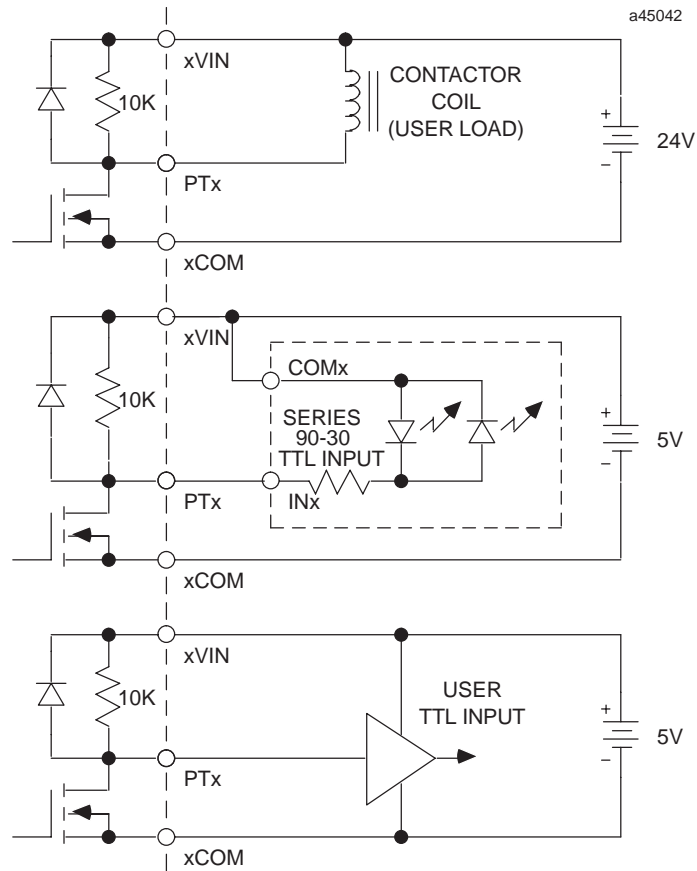 a45042
xVIN
10K
CONTACTOR
COIL
(USER LOAD)
+
24V
−
PTx
xCOM
xVIN
COMx
10K
SERIES
90-30
TTL INPUT
+
5V
−
PTx
INx
xCOM
xVIN
10K
USER
TTL INPUT
+
5V
−
PTx
xCOM